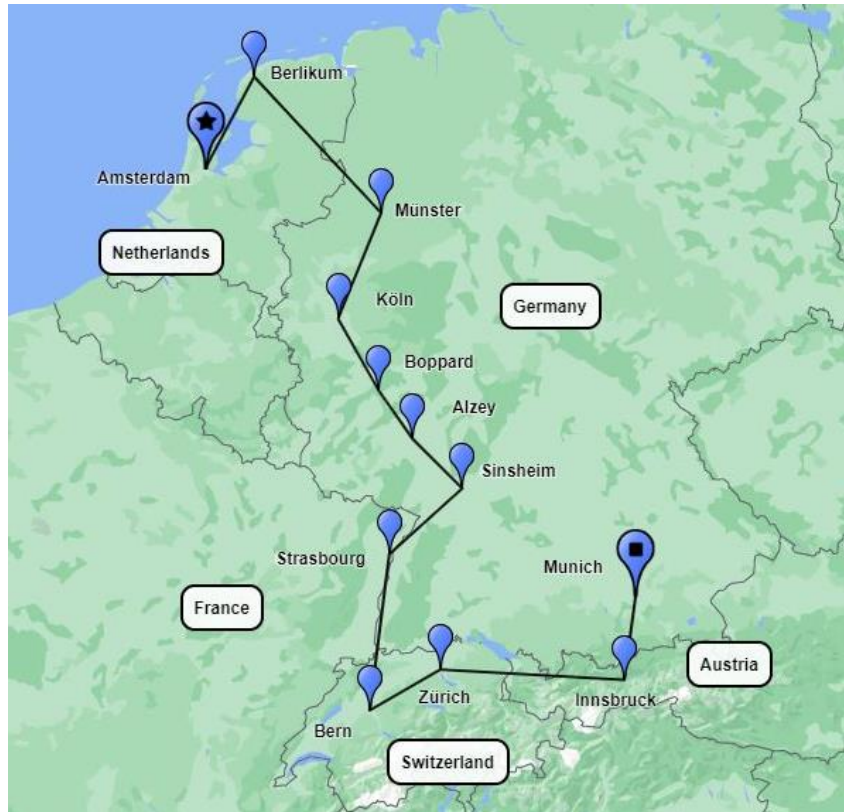 Berlikum
Amsterdam
Münster
Netherlands
Köln
Germany
Boppard
Alzey
Sinsheim
Strasbourg
Munich
France
Austria
Zürich
Innsbruck
Bern
Switzerland